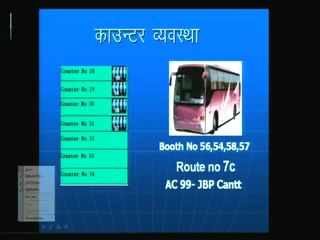 काउन्टर व्यवस्था
Counter No 28
Counter No 29
Counter No 30
Counter No 31
Counter No 32
Counter No 33
Counter No 34
Booth No 56,54,58,57
Route no 7c
AC 99- JBP Cantt